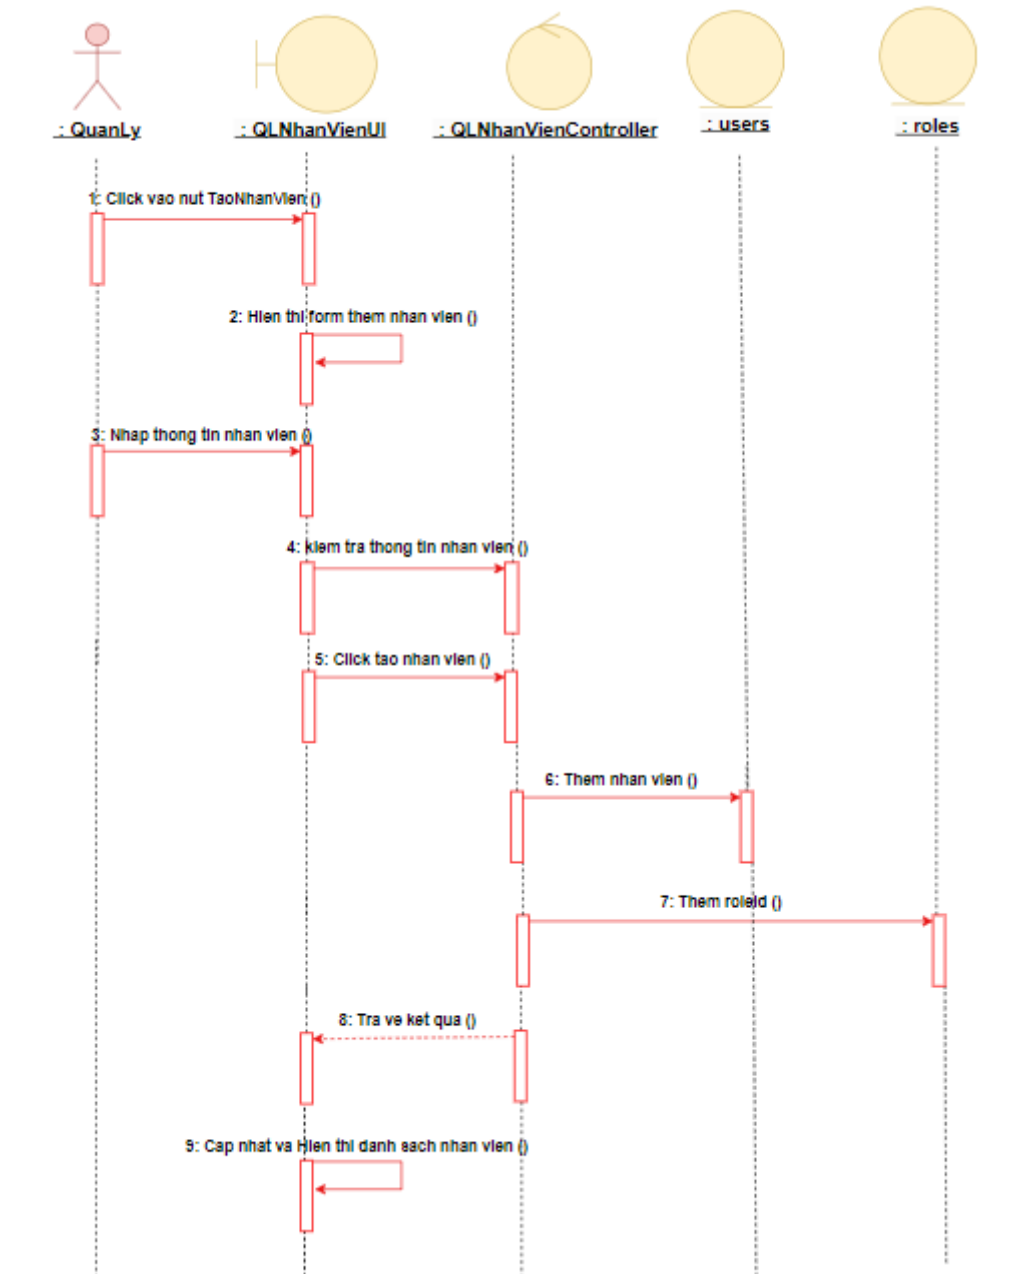 : QuanLy
: QLNhanVienUI
: QLNhanVienController
: users
: roles
1: Click vao nut TaoNhanVien ()
2: Hien thi form them nhan vien ()
3: Nhap thong tin nhan vien ()
4: kiem tra thong tin nhan vien ()
5: Click tao nhan vien ()
6: Them nhan vien ()
7: Them roleId ()
8: Tra ve ket qua ()
9: Cap nhat va Hien thi danh sach nhan vien ()